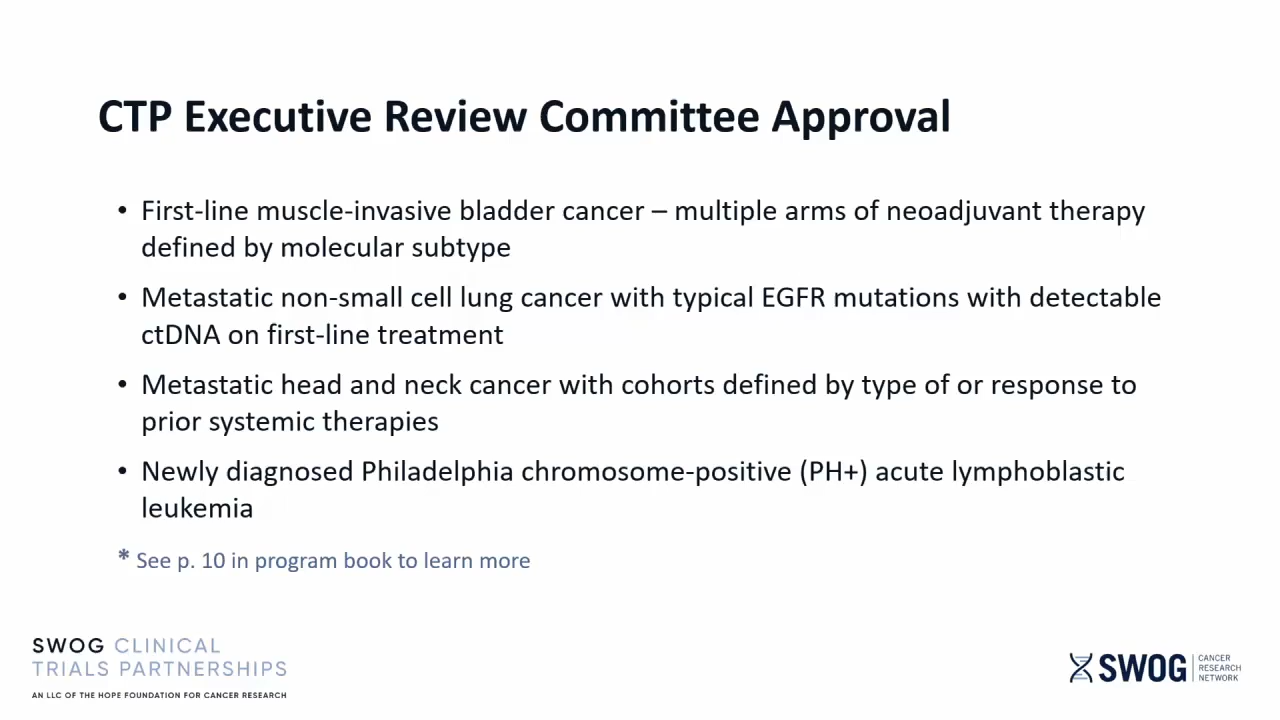 CTP Executive Review Committee Approval
• First-line muscle-invasive bladder cancer – multiple arms of neoadjuvant therapy
defined by molecular subtype
• Metastatic non-small cell lung cancer with typical EGFR mutations with detectable
ctDNA on first-line treatment
• Metastatic head and neck cancer with cohorts defined by type of or response to
prior systemic therapies
• Newly diagnosed Philadelphia chromosome-positive (PH+) acute lymphoblastic
leukemia
* See p. 10 in program book to learn more
SWOG CLINICAL
TRIALS PARTNERSHIPS
AN LLC OF THE HOPE FOUNDATION FOR CANCER RESEARCH
SWOG
CANCER
RESEARCH
NETWORK